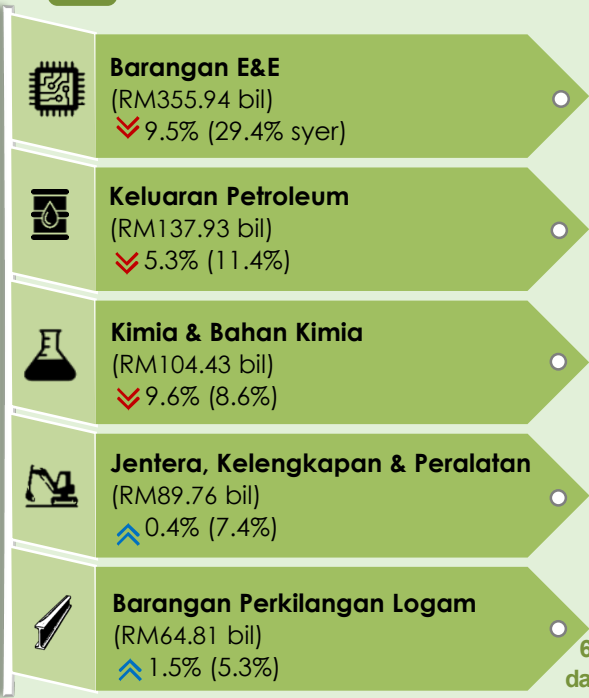 Barangan E&E
(RM355.94 bil)
9.5% (29.4% syer)
Keluaran Petroleum
(RM137.93 bil)
5.3% (11.4%)
Kimia & Bahan Kimia
(RM104.43 bil)
9.6% (8.6%)
Jentera, Kelengkapan & Peralatan
(RM89.76 bil)
0.4% (7.4%)
Barangan Perkilangan Logam
(RM64.81 bil)
1.5% (5.3%)